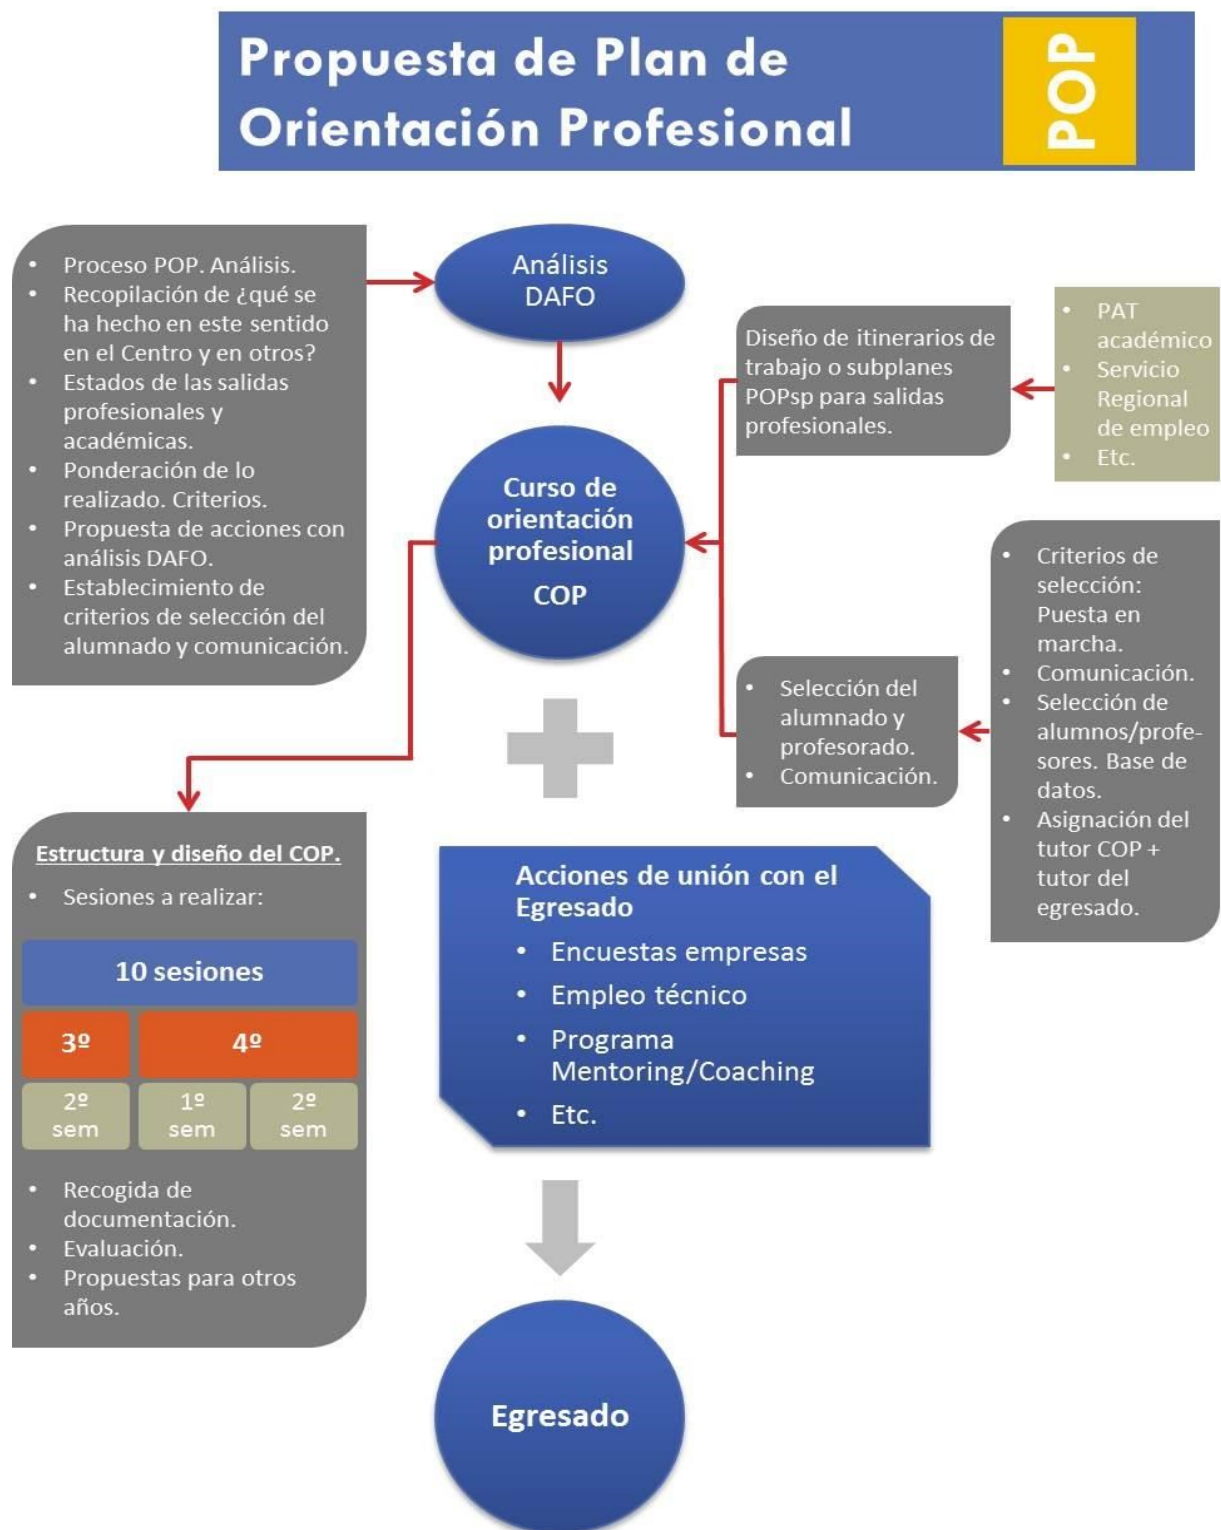 Propuesta de Plan de
Orientación Profesional
POP
• Proceso POP. Análisis.
• Recopilación de ¿qué se
ha hecho en este sentido
en el Centro y en otros?
• Estados de las salidas
profesionales y
académicas.
• Ponderación de lo
realizado. Criterios.
• Propuesta de acciones con
análisis DAFO.
• Establecimiento de
criterios de selección del
alumnado y comunicación.
Análisis
DAFO
Diseño de itinerarios de
trabajo o subplanes
POPsp para salidas
profesionales.
• PAT
académico
• Servicio
Regional
de empleo
• Etc.
Curso de
orientación
profesional
COP
• Selección del
alumnado y
profesorado.
• Comunicación.
• Criterios de
selección:
Puesta en
marcha.
• Comunicación.
• Selección de
alumnos/profe-
sores. Base de
datos.
• Asignación del
tutor COP +
tutor del
egresado.
Estructura y diseño del COP.
• Sesiones a realizar:
10 sesiones
3º
4º
2º
sem
1º
sem
2º
sem
• Recogida de
documentación.
• Evaluación.
• Propuestas para otros
años.
Acciones de unión con el
Egresado
• Encuestas empresas
• Empleo técnico
• Programa
Mentoring/Coaching
• Etc.
Egresado